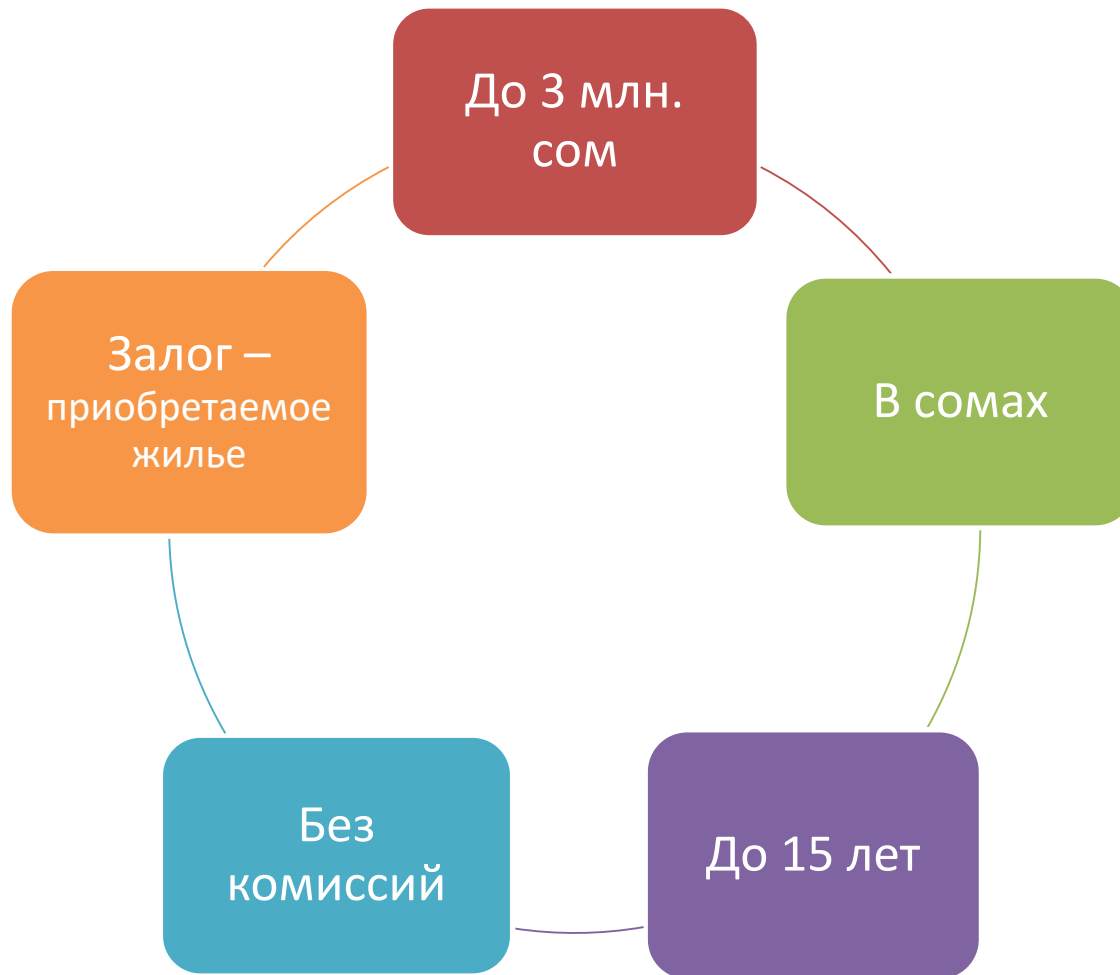 До 3 млн.
сом
В сомах
До 15 лет
Без
комиссий
Залог –
приобретаемое
жилье